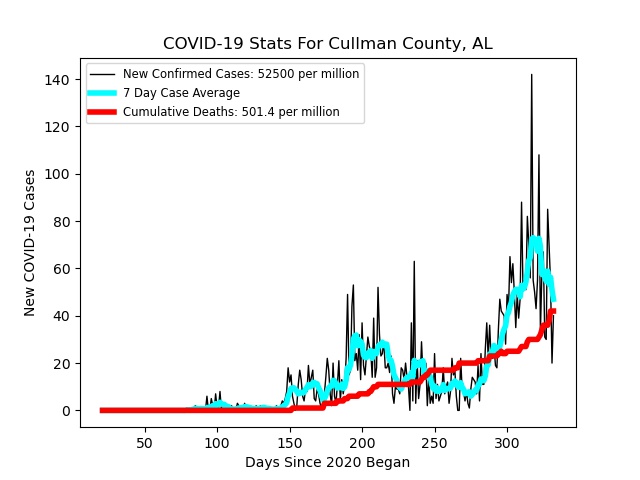 COVID-19 Stats For Cullman County, AL
New Confirmed Cases: 52500 per million
7 Day Case Average
Cumulative Deaths: 501.4 per million
New COVID-19 Cases
140
120
100
80
60
40
20
0
50 100 150 200 250 300
Days Since 2020 Began